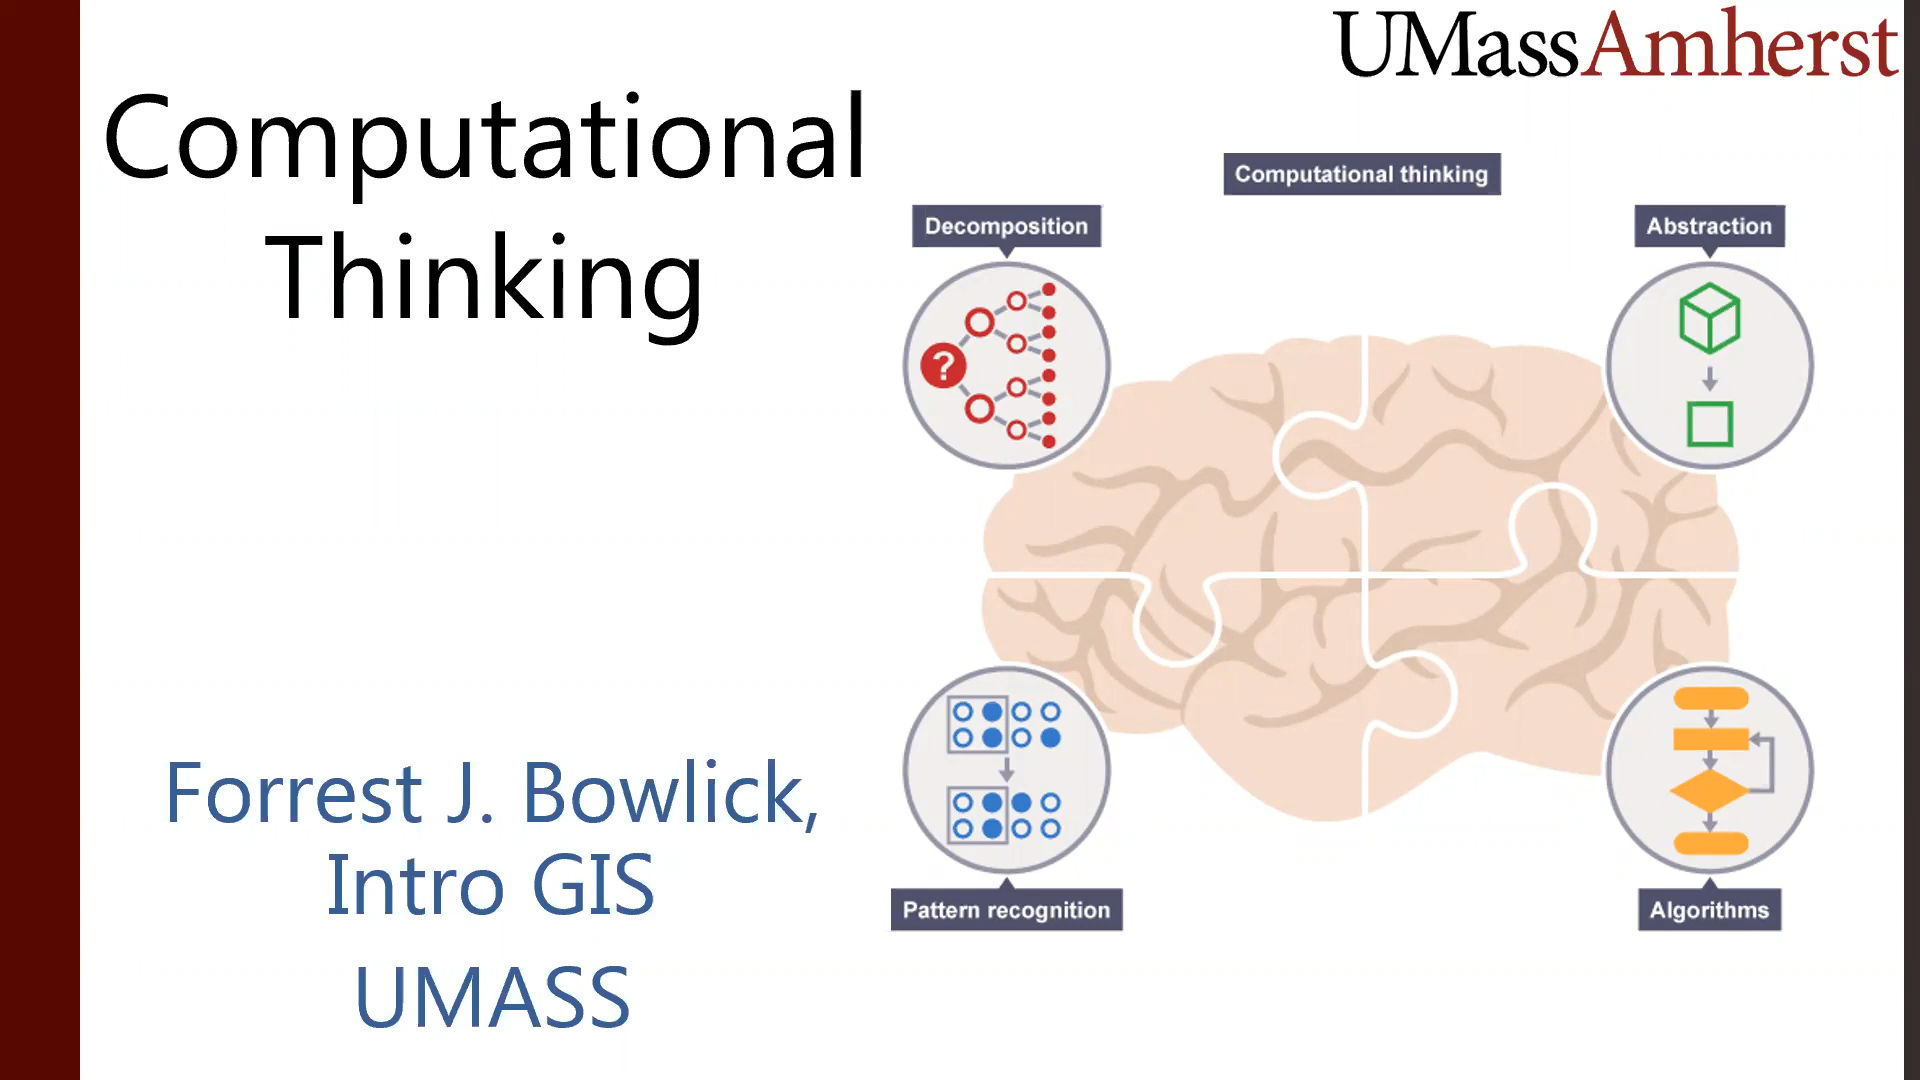 UMassAmherst
Computational
Thinking
Computational thinking
Decomposition
Abstraction
?
Pattern recognition
Algorithms
Forrest J. Bowlick,
Intro GIS
UMASS